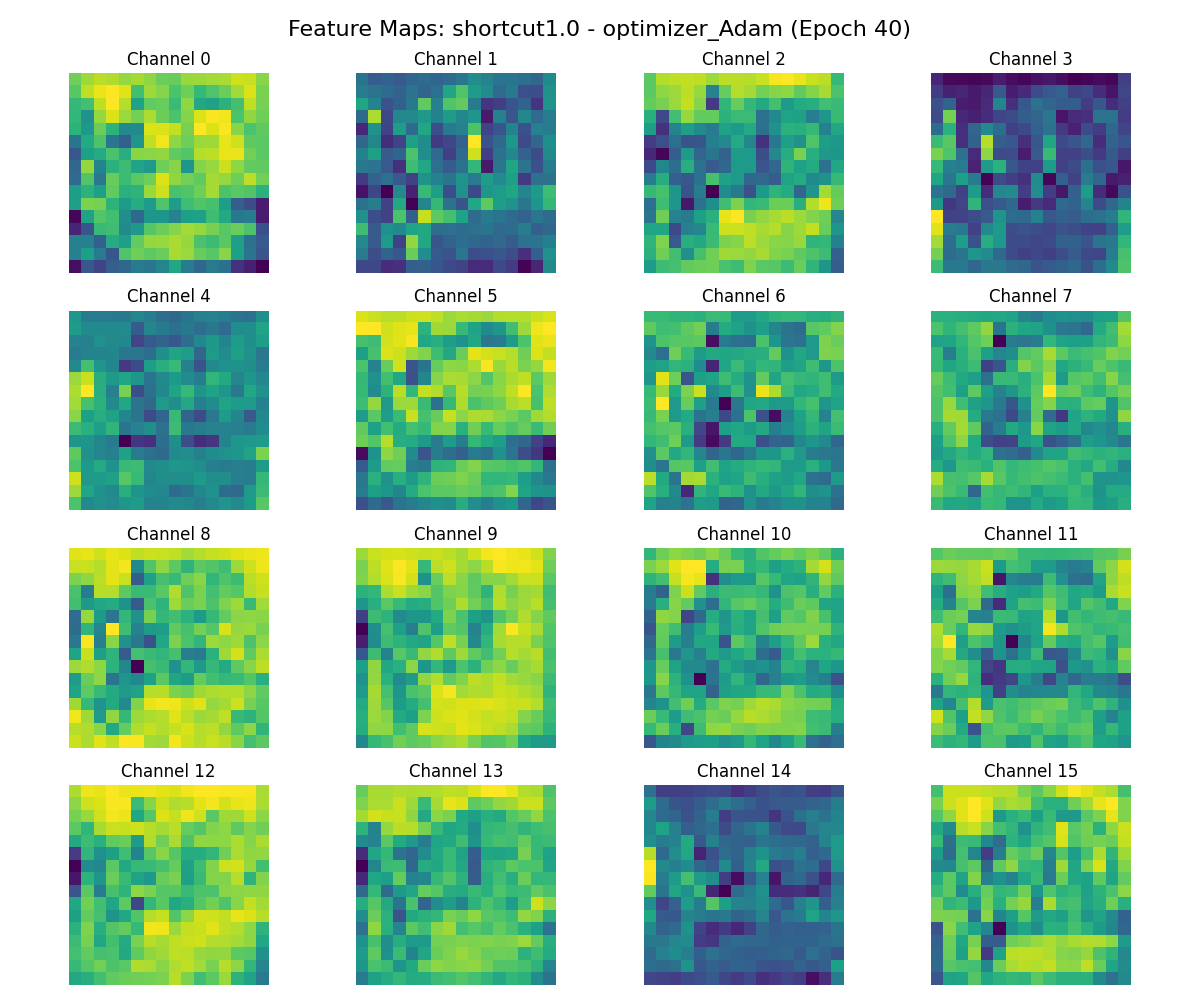 Feature Maps: shortcut1.0 - optimizer_Adam (Epoch 40)
Channel 0
Channel 1
Channel 2
Channel 3
Channel 4
Channel 5
Channel 6
Channel 7
Channel 8
Channel 9
Channel 10
Channel 11
Channel 12
Channel 13
Channel 14
Channel 15